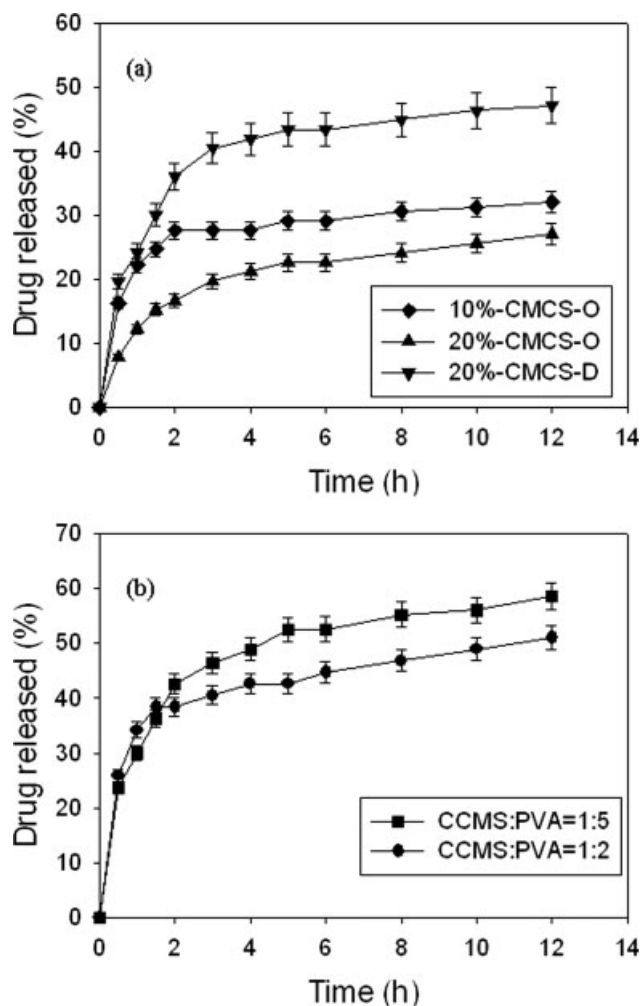 60
50
40
30
20
10
0
Drug released (%)
(a)
10%-CMCS-O
20%-CMCS-O
20%-CMCS-D
0 2 4 6 8 10 12 14
Time (h)
70
60
50
40
30
20
10
0
Drug released (%)
(b)
CCMS:PVA=1:5
CCMS:PVA=1:2
0 2 4 6 8 10 12 14
Time (h)